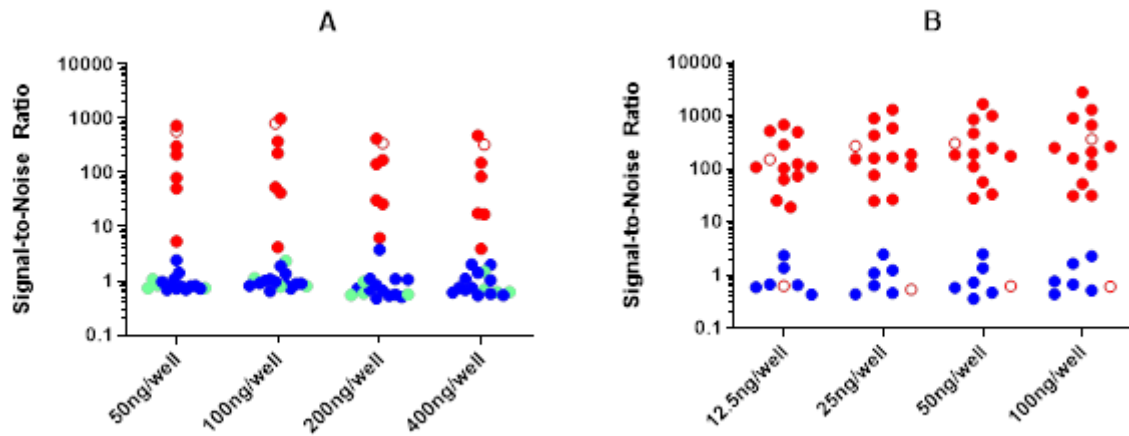 A
Signal-to-Noise Ratio
10000
1000
100
10
1
0.1
50ng/well
100ng/well
200ng/well
400ng/well
B
Signal-to-Noise Ratio
10000
1000
100
10
1
0.1
12.5ng/well
25ng/well
50ng/well
100ng/well